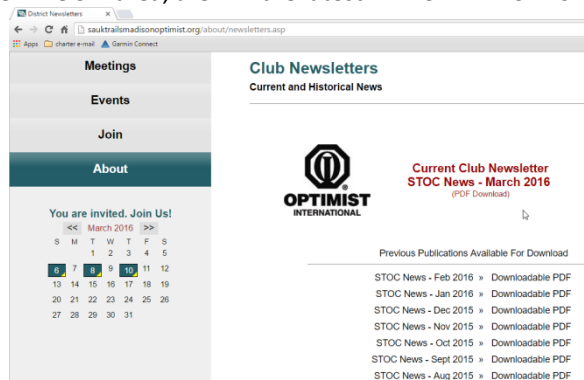 District Newsletters
sauktrailsmadisonoptimist.org/about/newsletters.asp
Apps charter e-mail Garmin Connect
Meetings
Events
Join
About
You are invited. Join Us!
<< March 2016 >>
S M T W T F S
1 2 3 4 5
6 7 8 9 10 11 12
13 14 15 16 17 18 19
20 21 22 23 24 25 26
27 28 29 30 31
Club Newsletters
Current and Historical News
OPTIMIST
INTERNATIONAL
Current Club Newsletter
STOC News - March 2016
(PDF Download)
Previous Publications Available For Download
STOC News - Feb 2016 » Downloadable PDF
STOC News - Jan 2016 » Downloadable PDF
STOC News - Dec 2015 » Downloadable PDF
STOC News - Nov 2015 » Downloadable PDF
STOC News - Oct 2015 » Downloadable PDF
STOC News - Sept 2015 » Downloadable PDF
STOC News - Aug 2015 » Downloadable PDF